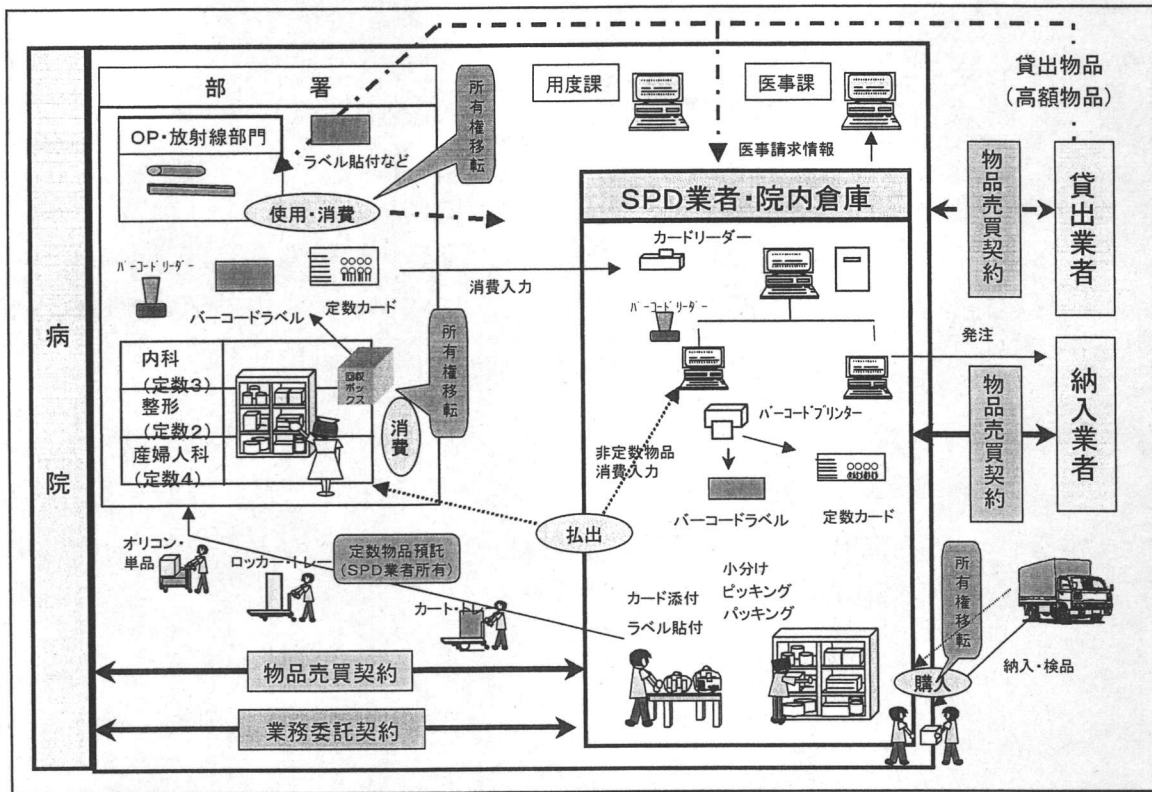 部 署
OP・放射線部門
ラベル貼付など
所有権移転
使用・消費
バーコードリーダー
バーコードラベル
定数カード
消費入力
内科
(定数3)
整形
(定数2)
産婦人科
(定数4)
回収
ボックス
消費
所有権移転
病院
用度課
医事課
医事請求情報
SPD業者・院内倉庫
カードリーダー
バーコードリーダー
バーコードプリンター
非定数物品
消費入力
バーコードラベル
定数カード
払出
小分け
ピッキング
パッキング
カード添付
ラベル貼付
オリコン・
単品
ロッカー・トレー
定数物品預託
(SPD業者所有)
カート・トレ
物品売買契約
業務委託契約
貸出物品
(高額物品)
物品売買契約
貸出業者
発注
物品売買契約
納入業者
所有権移転
購入
納入・検品